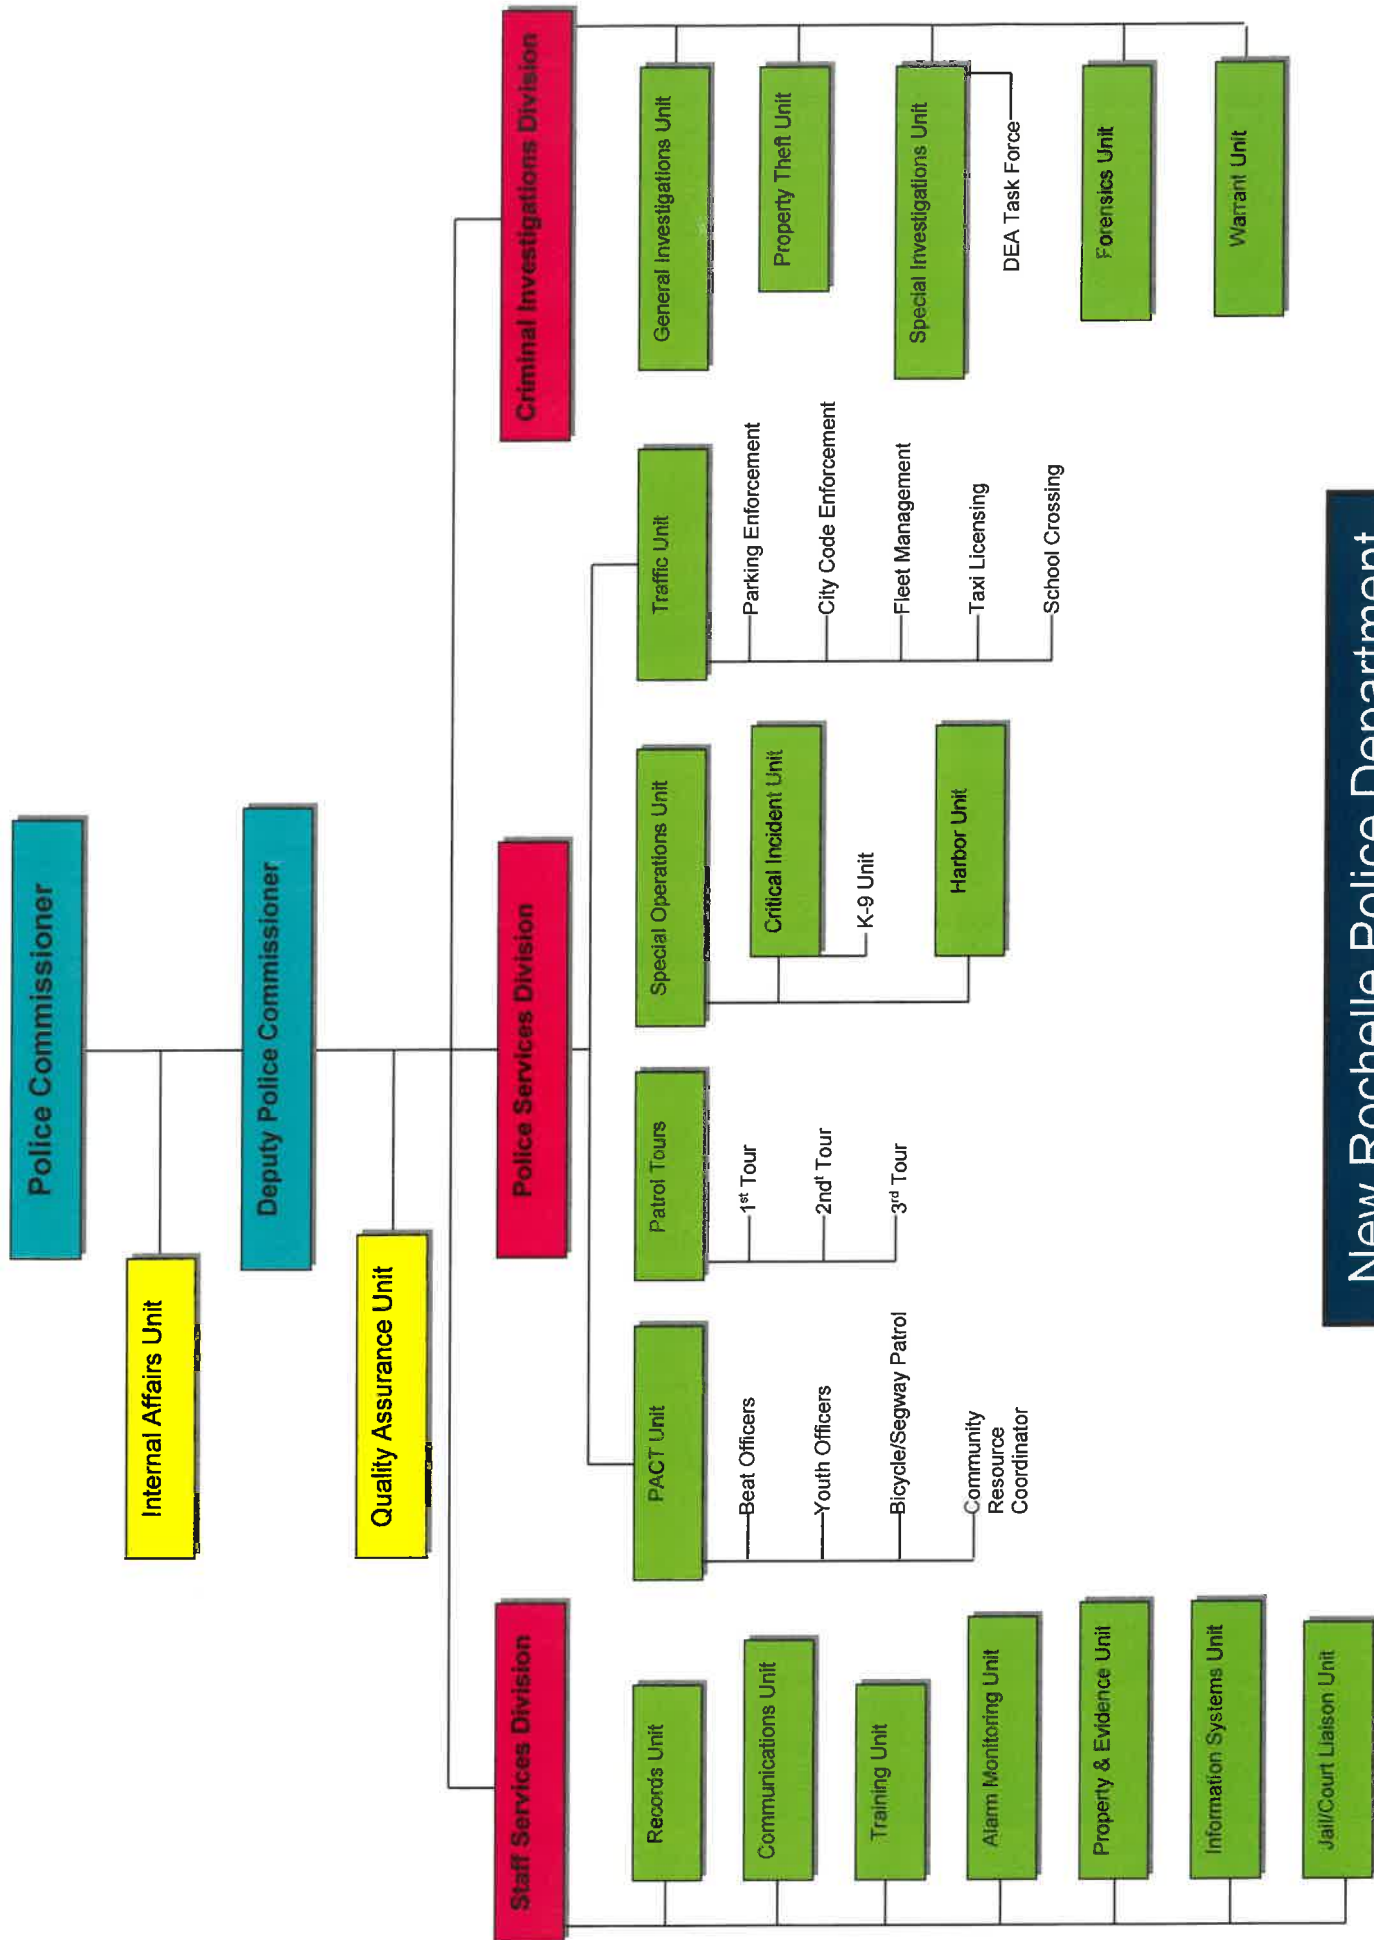 Police Commissioner
Internal Affairs Unit
Deputy Police Commissioner
Quality Assurance Unit
Staff Services Division
Police Services Division
Criminal Investigations Division
Records Unit
Communications Unit
Training Unit
Alarm Monitoring Unit
Property & Evidence Unit
Information Systems Unit
Jail/Court Liaison Unit
PACT Unit
Beat Officers
Youth Officers
Bicycle/Segway Patrol
Community
Resource
Coordinator
Patrol Tours
1st Tour
2ndt Tour
3rd Tour
Special Operations Unit
Critical Incident Unit
K-9 Unit
Harbor Unit
Traffic Unit
Parking Enforcement
City Code Enforcement
Fleet Management
Taxi Licensing
School Crossing
General Investigations Unit
Property Theft Unit
Special Investigations Unit
DEA Task Force
Forensics Unit
Warrant Unit
New Rochelle Police Department